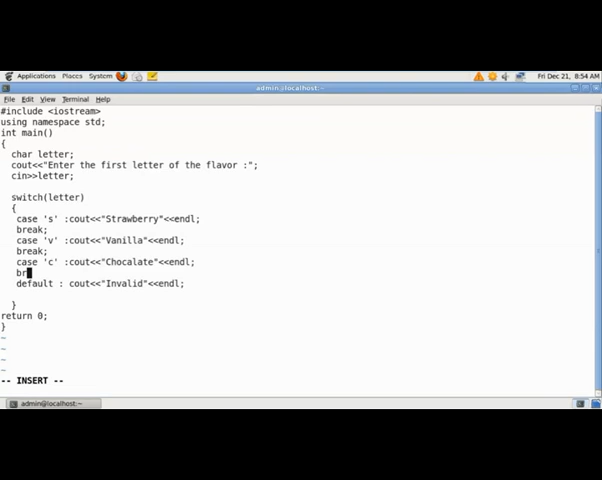 Applications Places System Fri Dec 21, 8:54 AM
admin@localhost:~
File Edit View Terminal Help
#include <iostream>
using namespace std;
int main()
{
char letter;
cout<<"Enter the first letter of the flavor :";
cin>>letter;
switch(letter)
{
case 's' :cout<<"Strawberry"<<endl;
break;
case 'v' :cout<<"Vanilla"<<endl;
break;
case 'c' :cout<<"Chocalate"<<endl;
br
default : cout<<"Invalid"<<endl;
}
return 0;
}
~
~
~
~
-- INSERT --
admin@localhost:~